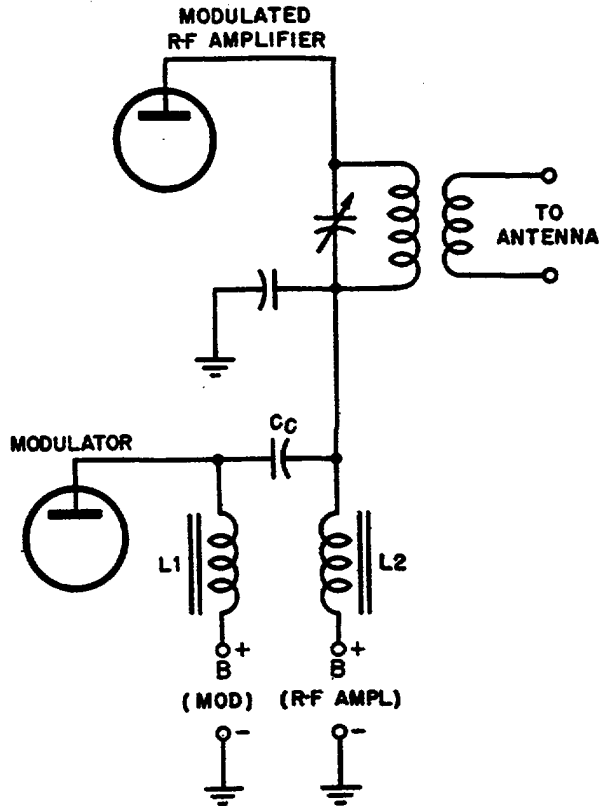 MODULATED
R-F AMPLIFIER
TO
ANTENNA
CC
MODULATOR
L1
L2
+
+
B
B
(MOD)
(R-F AMPL)
-
-